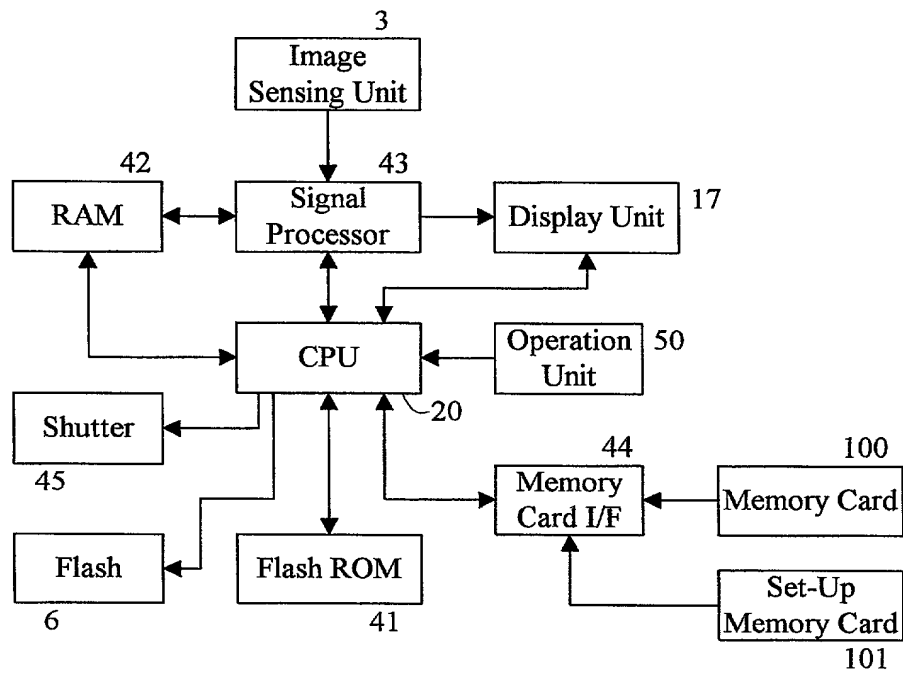 3
Image
Sensing Unit
42
43
RAM
Signal
Processor
Display Unit
17
CPU
Operation
Unit
50
20
Shutter
45
44
100
Memory
Card I/F
Memory Card
Flash
6
Flash ROM
41
Set-Up
Memory Card
101